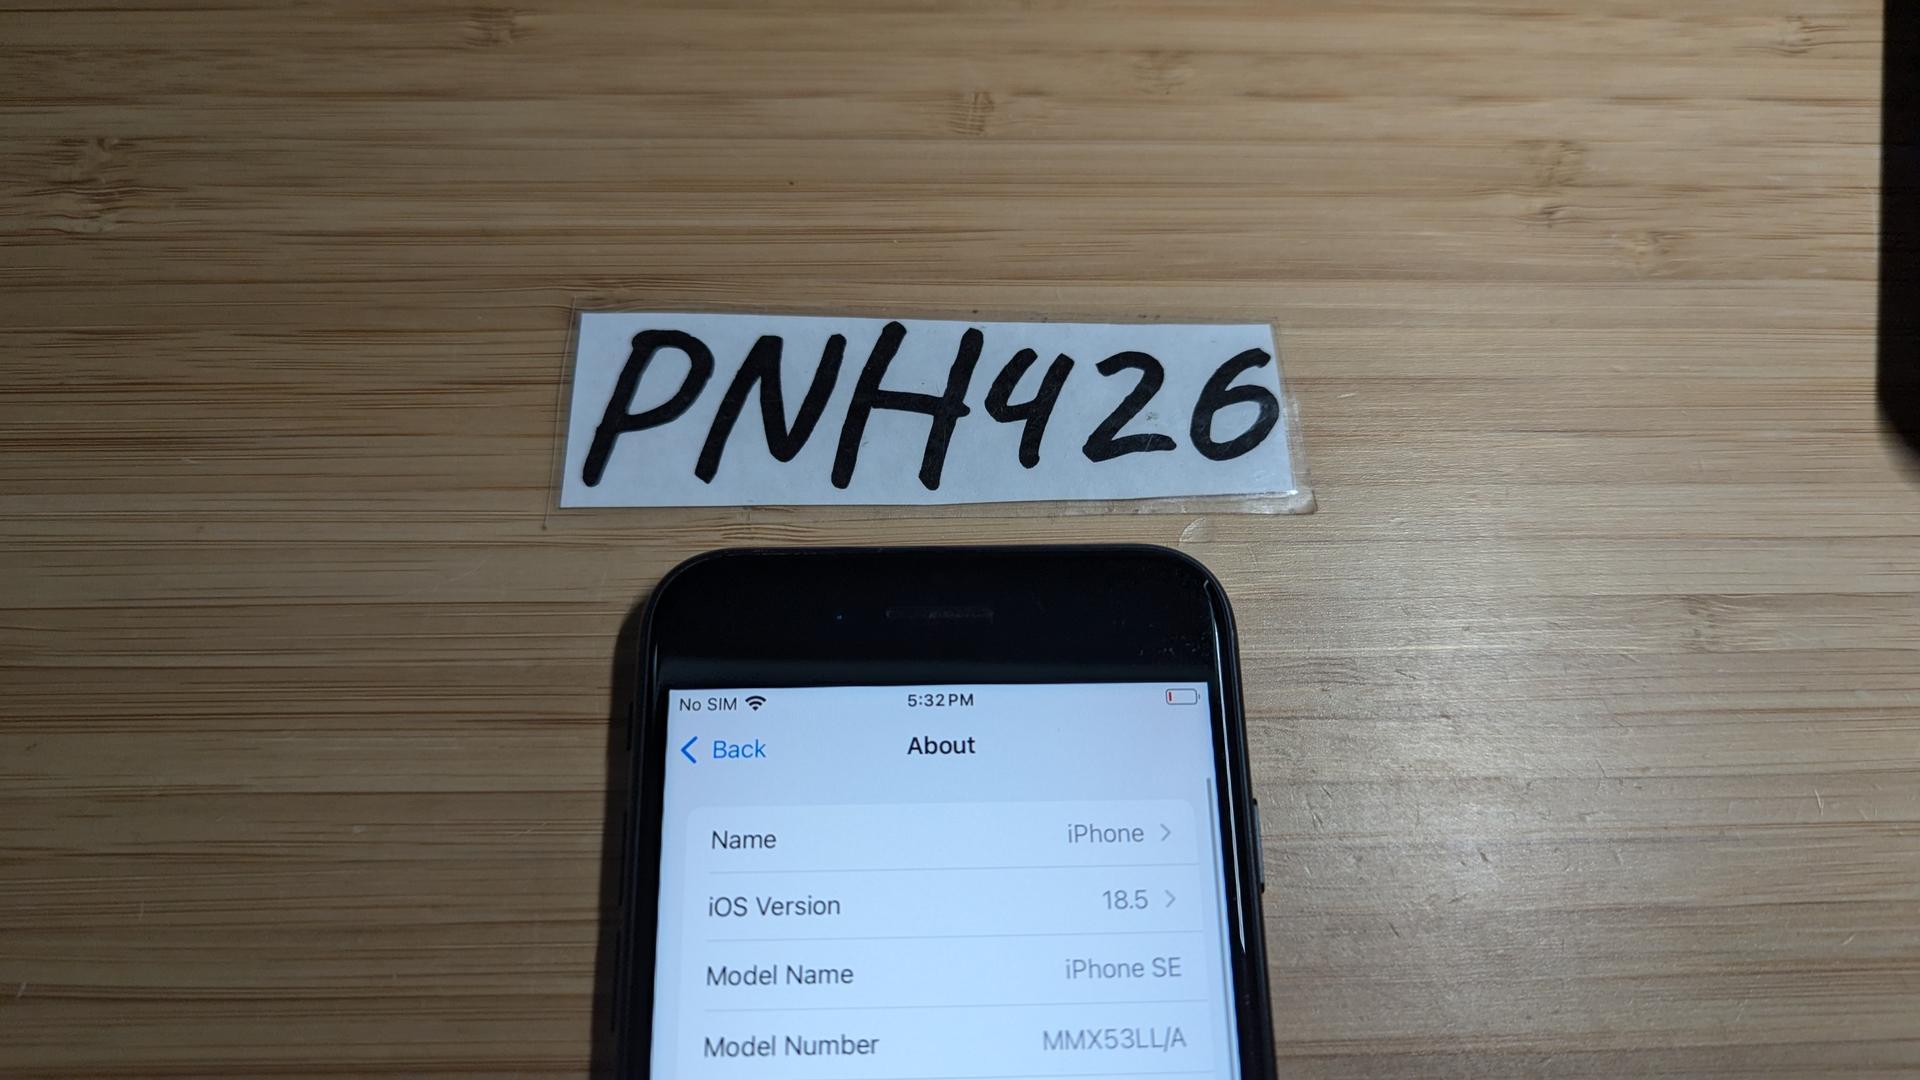 PNH426
No SIM 5:32 PM
Back About
Name iPhone
iOS Version 18.5
Model Name iPhone SE
Model Number MMX53LL/A